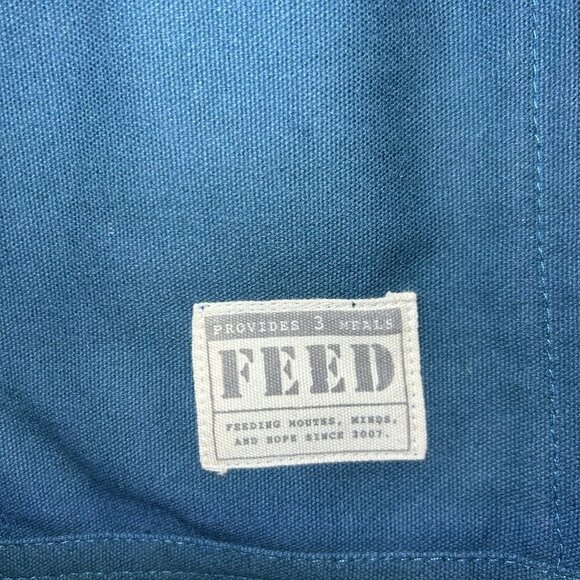 PROVIDES 3 MEALS
FEED
FEEDING MOUTHS, MINDS,
AND HOPE SINCE 2007.